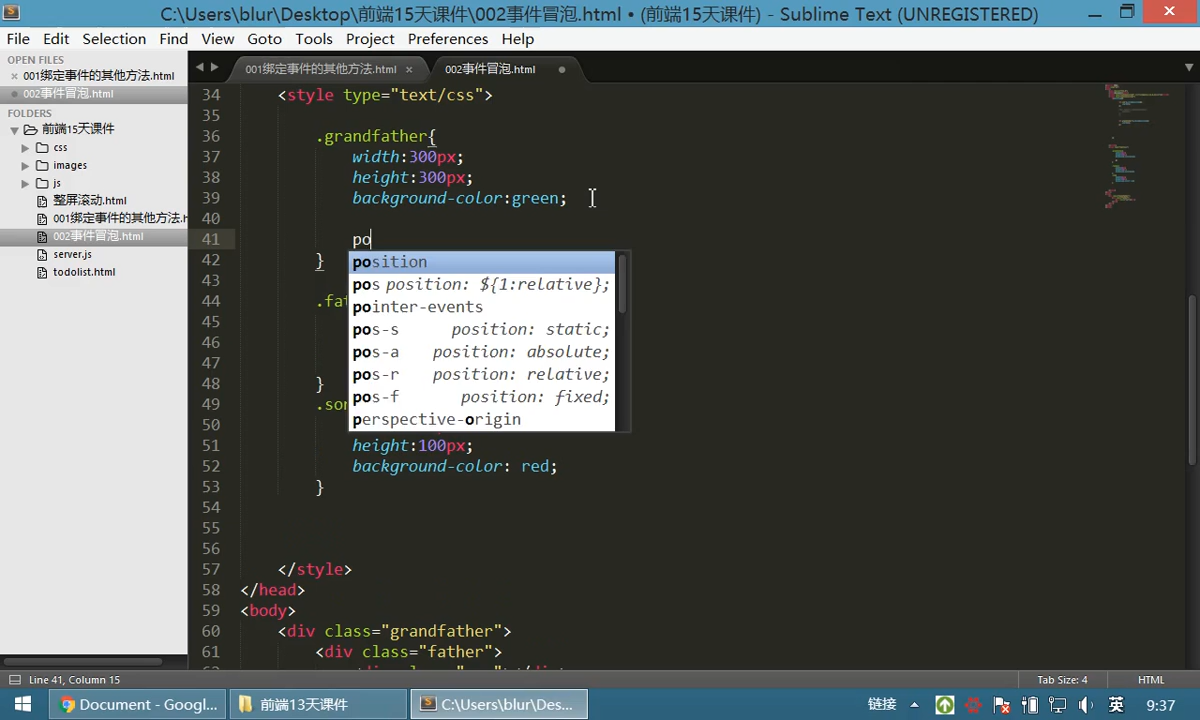 C:\Users\blur\Desktop\前端15天课件\002事件冒泡.html • (前端15天课件) - Sublime Text (UNREGISTERED)
File Edit Selection Find View Goto Tools Project Preferences Help
OPEN FILES
001绑定事件的其他方法.html
002事件冒泡.html
FOLDERS
前端15天课件
css
images
js
整屏滚动.html
001绑定事件的其他方法.h
002事件冒泡.html
server.js
todolist.html
001绑定事件的其他方法.html
002事件冒泡.html
34 <style type="text/css">
35
36 .grandfather{
37 width:300px;
38 height:300px;
39 background-color:green;
40
41 po
42 }
43
44 .fat
45
46
47
48 }
49 .son
50
51 height:100px;
52 background-color: red;
53 }
54
55
56
57 </style>
58 </head>
59 <body>
60 <div class="grandfather">
61 <div class="father">
position
pos position: ${1:relative};
pointer-events
pos-s position: static;
pos-a position: absolute;
pos-r position: relative;
pos-f position: fixed;
perspective-origin
Line 41, Column 15
Tab Size: 4
HTML
Document - Googl...
前端13天课件
C:\Users\blur\Des...
链接
英
9:37